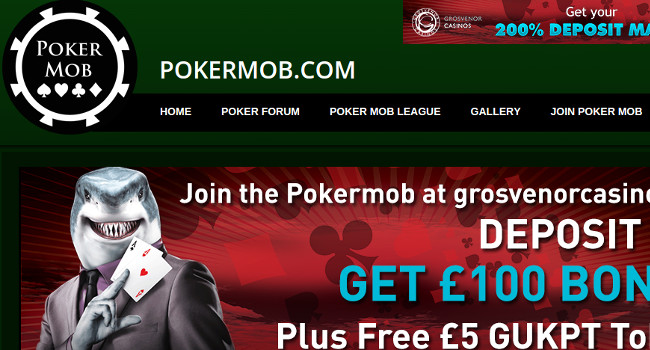 Get your
GROSVENOR
CASINOS
200% DEPOSIT
POKER
MOB
POKERMOB.COM
HOME POKER FORUM POKER MOB LEAGUE GALLERY JOIN POKER MOB
Join the Pokermob at grosvenorcasino
DEPOSIT
GET £100 BON
Plus Free £5 GUKPT To